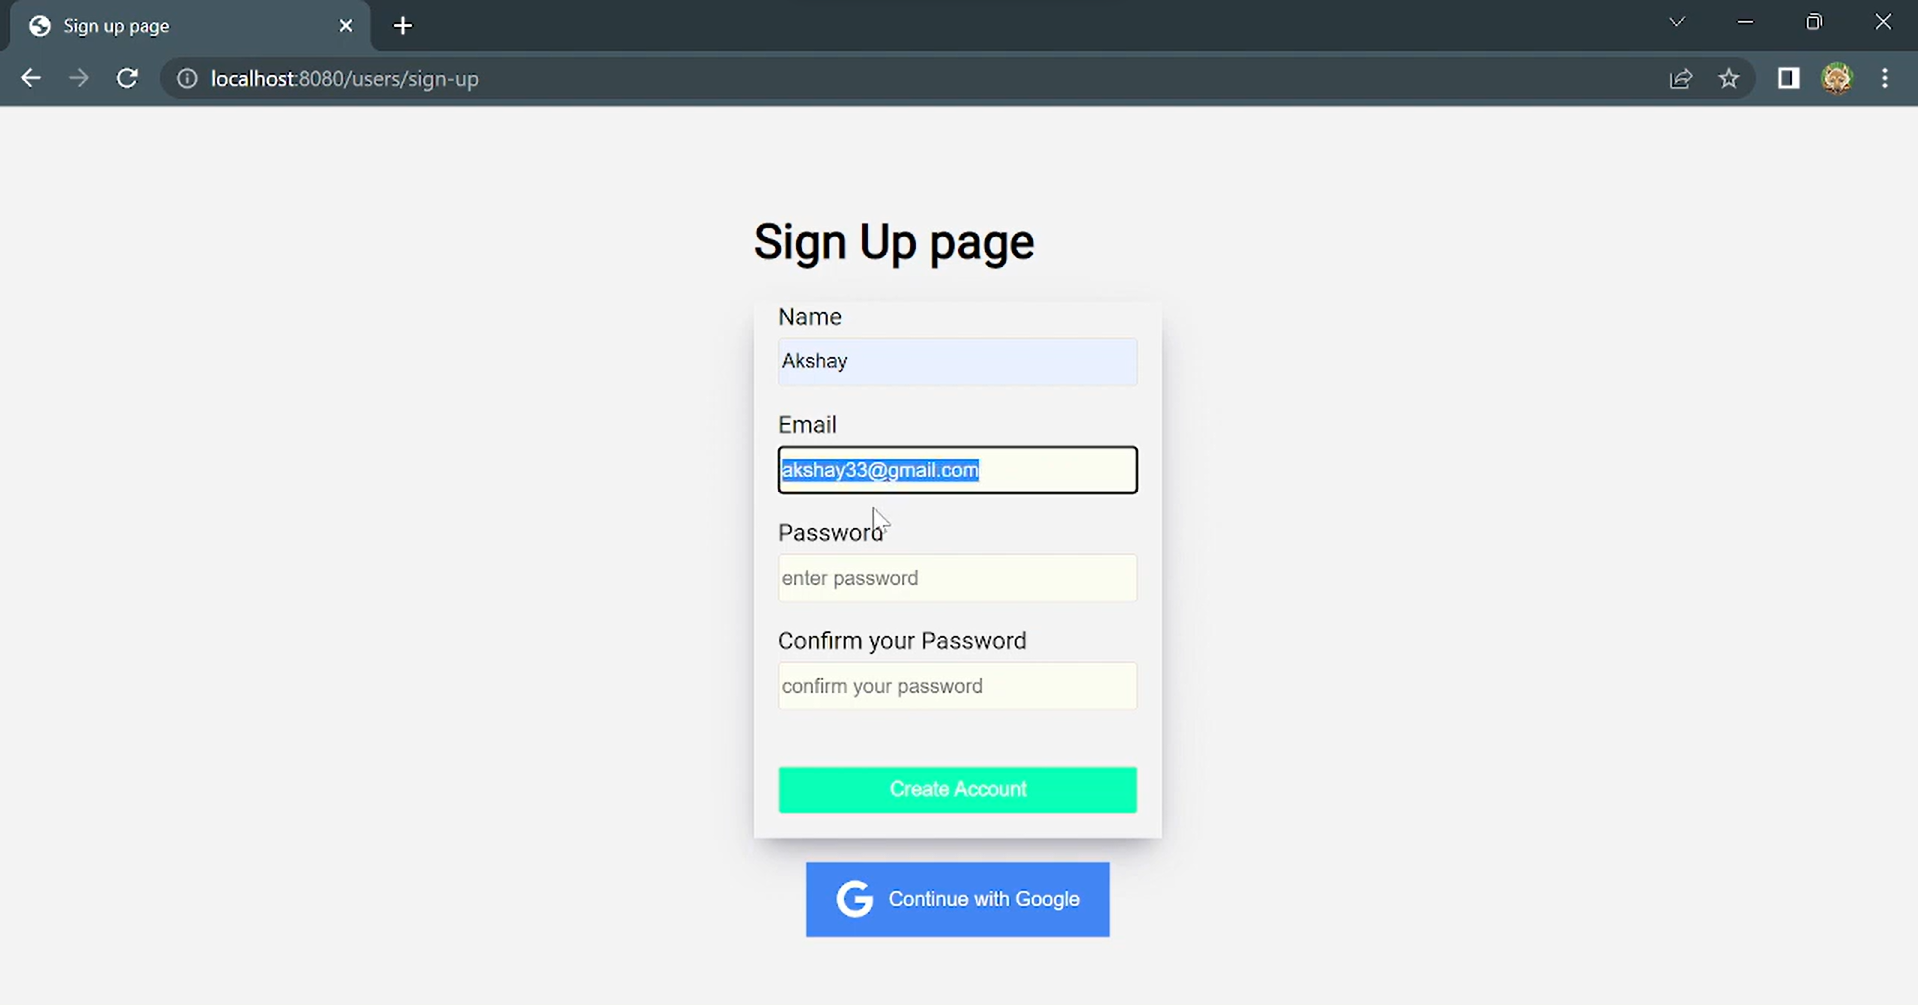 Sign up page
localhost:8080/users/sign-up
Sign Up page
Name
Akshay
Email
akshay33@gmail.com
Password
enter password
Confirm your Password
confirm your password
Create Account
G Continue with Google